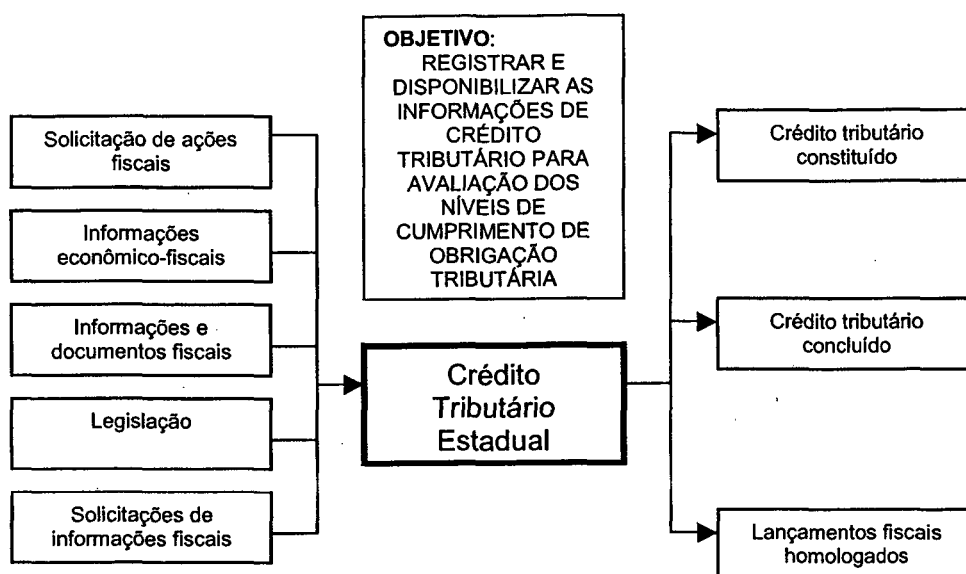 OBJETIVO:
REGISTRAR E
DISPONIBILIZAR AS
INFORMAÇÕES DE
CRÉDITO
TRIBUTÁRIO PARA
AVALIAÇÃO DOS
NÍVEIS DE
CUMPRIMENTO DE
OBRIGAÇÃO
TRIBUTÁRIA
Solicitação de ações
fiscais
Informações
econômico-fiscais
Informações e
documentos fiscais
Legislação
Solicitações de
informações fiscais
Crédito
Tributário
Estadual
Crédito tributário
constituído
Crédito tributário
concluído
Lançamentos fiscais
homologados